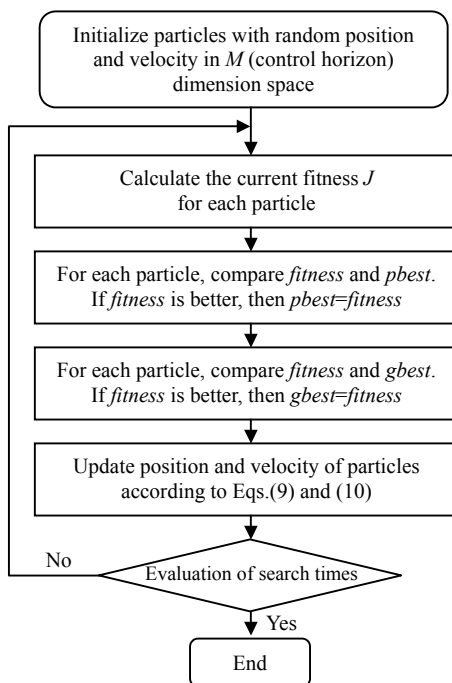 Initialize particles with random position
and velocity in M (control horizon)
dimension space
Calculate the current fitness J
for each particle
For each particle, compare fitness and pbest.
If fitness is better, then pbest=fitness
For each particle, compare fitness and gbest.
If fitness is better, then gbest=fitness
Update position and velocity of particles
according to Eqs.(9) and (10)
No
Evaluation of search times
Yes
End